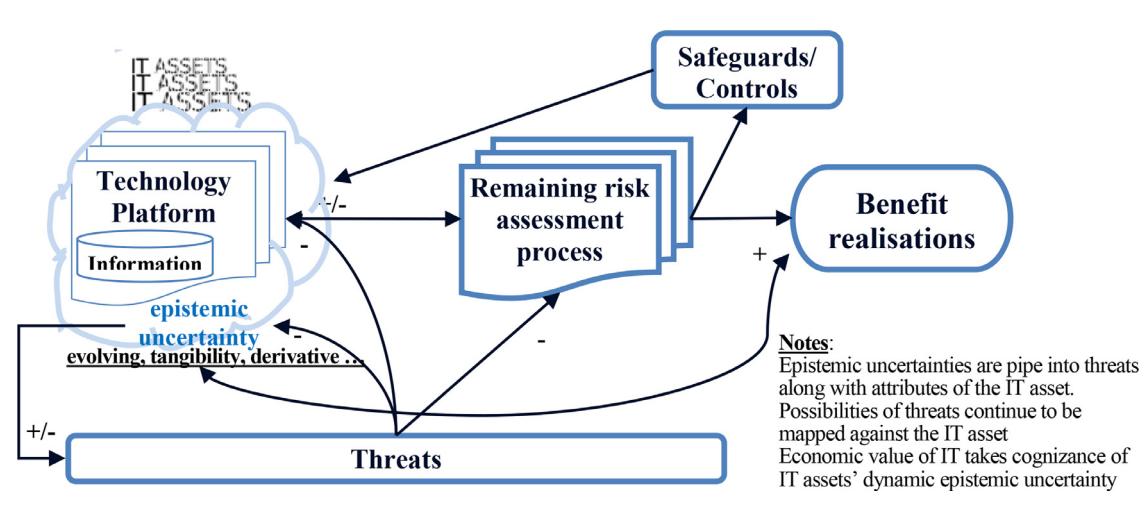 IT ASSETS
IT ASSETS
IT ASSETS
Technology
Platform
Information
epistemic
uncertainty
evolving, tangibility, derivative ...
Safeguards/
Controls
+/-
-
Remaining risk
assessment
process
Benefit
realisations
+
-
-
+/-
Threats
Notes:
Epistemic uncertainties are pipe into threats
along with attributes of the IT asset.
Possibilities of threats continue to be
mapped against the IT asset
Economic value of IT takes cognizance of
IT assets’ dynamic epistemic uncertainty